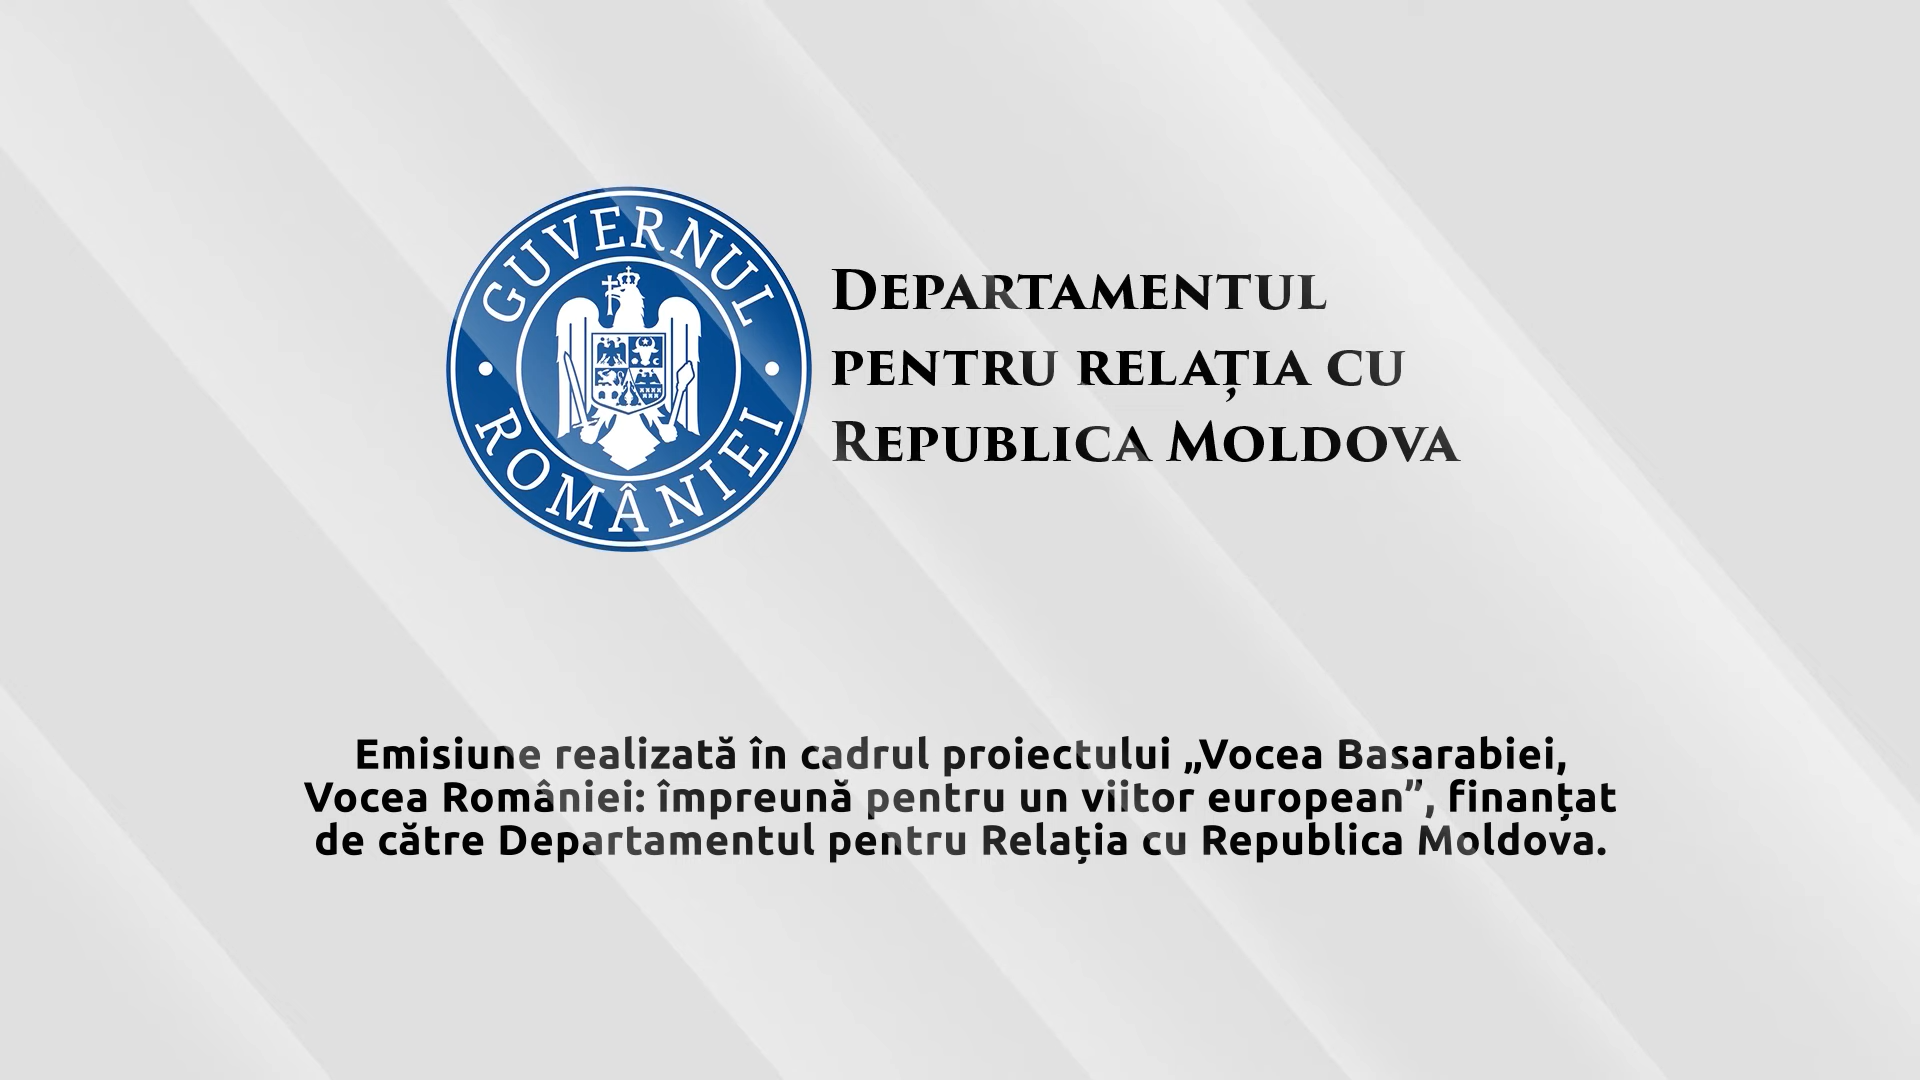 GUVERNUL
ROMÂNIEI
Departamentul
pentru relația cu
Republica Moldova
Emisiune realizată în cadrul proiectului „Vocea Basarabiei,
Vocea României: împreună pentru un viitor european”, finanțat
de către Departamentul pentru Relația cu Republica Moldova.